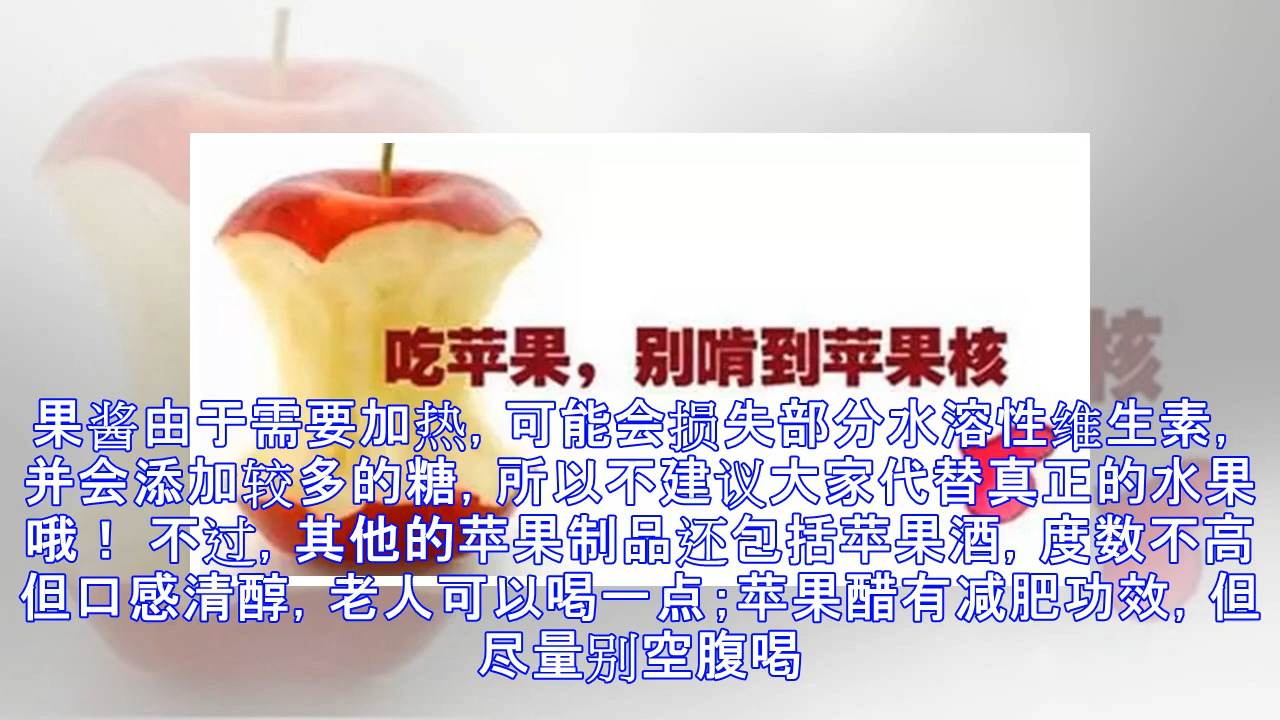 吃苹果，别啃到苹果核
核
果酱由于需要加热，可能会损失部分水溶性维生素，
并会添加较多的糖，所以不建议大家代替真正的水果
哦！ 不过，其他的苹果制品还包括苹果酒，度数不高
但口感清醇，老人可以喝一点；苹果醋有减肥功效，但
尽量别空腹喝